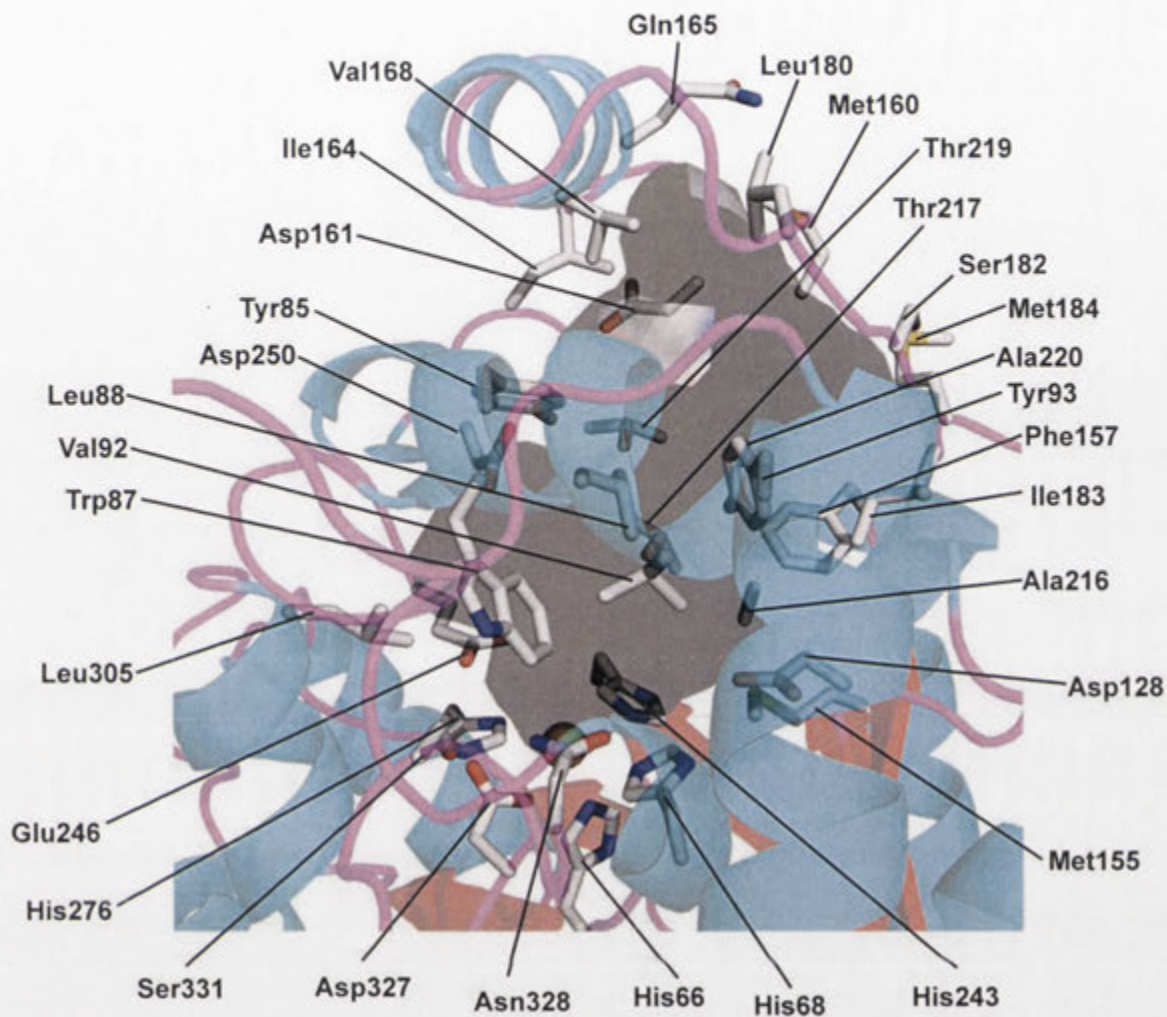 Gln165
Val168
Leu180
Met160
Ile164
Thr219
Thr217
Asp161
Ser182
Tyr85
Met184
Asp250
Ala220
Leu88
Tyr93
Val92
Phe157
Trp87
Ile183
Ala216
Leu305
Asp128
Glu246
Met155
His276
Ser331
Asp327
Asn328
His66
His68
His243